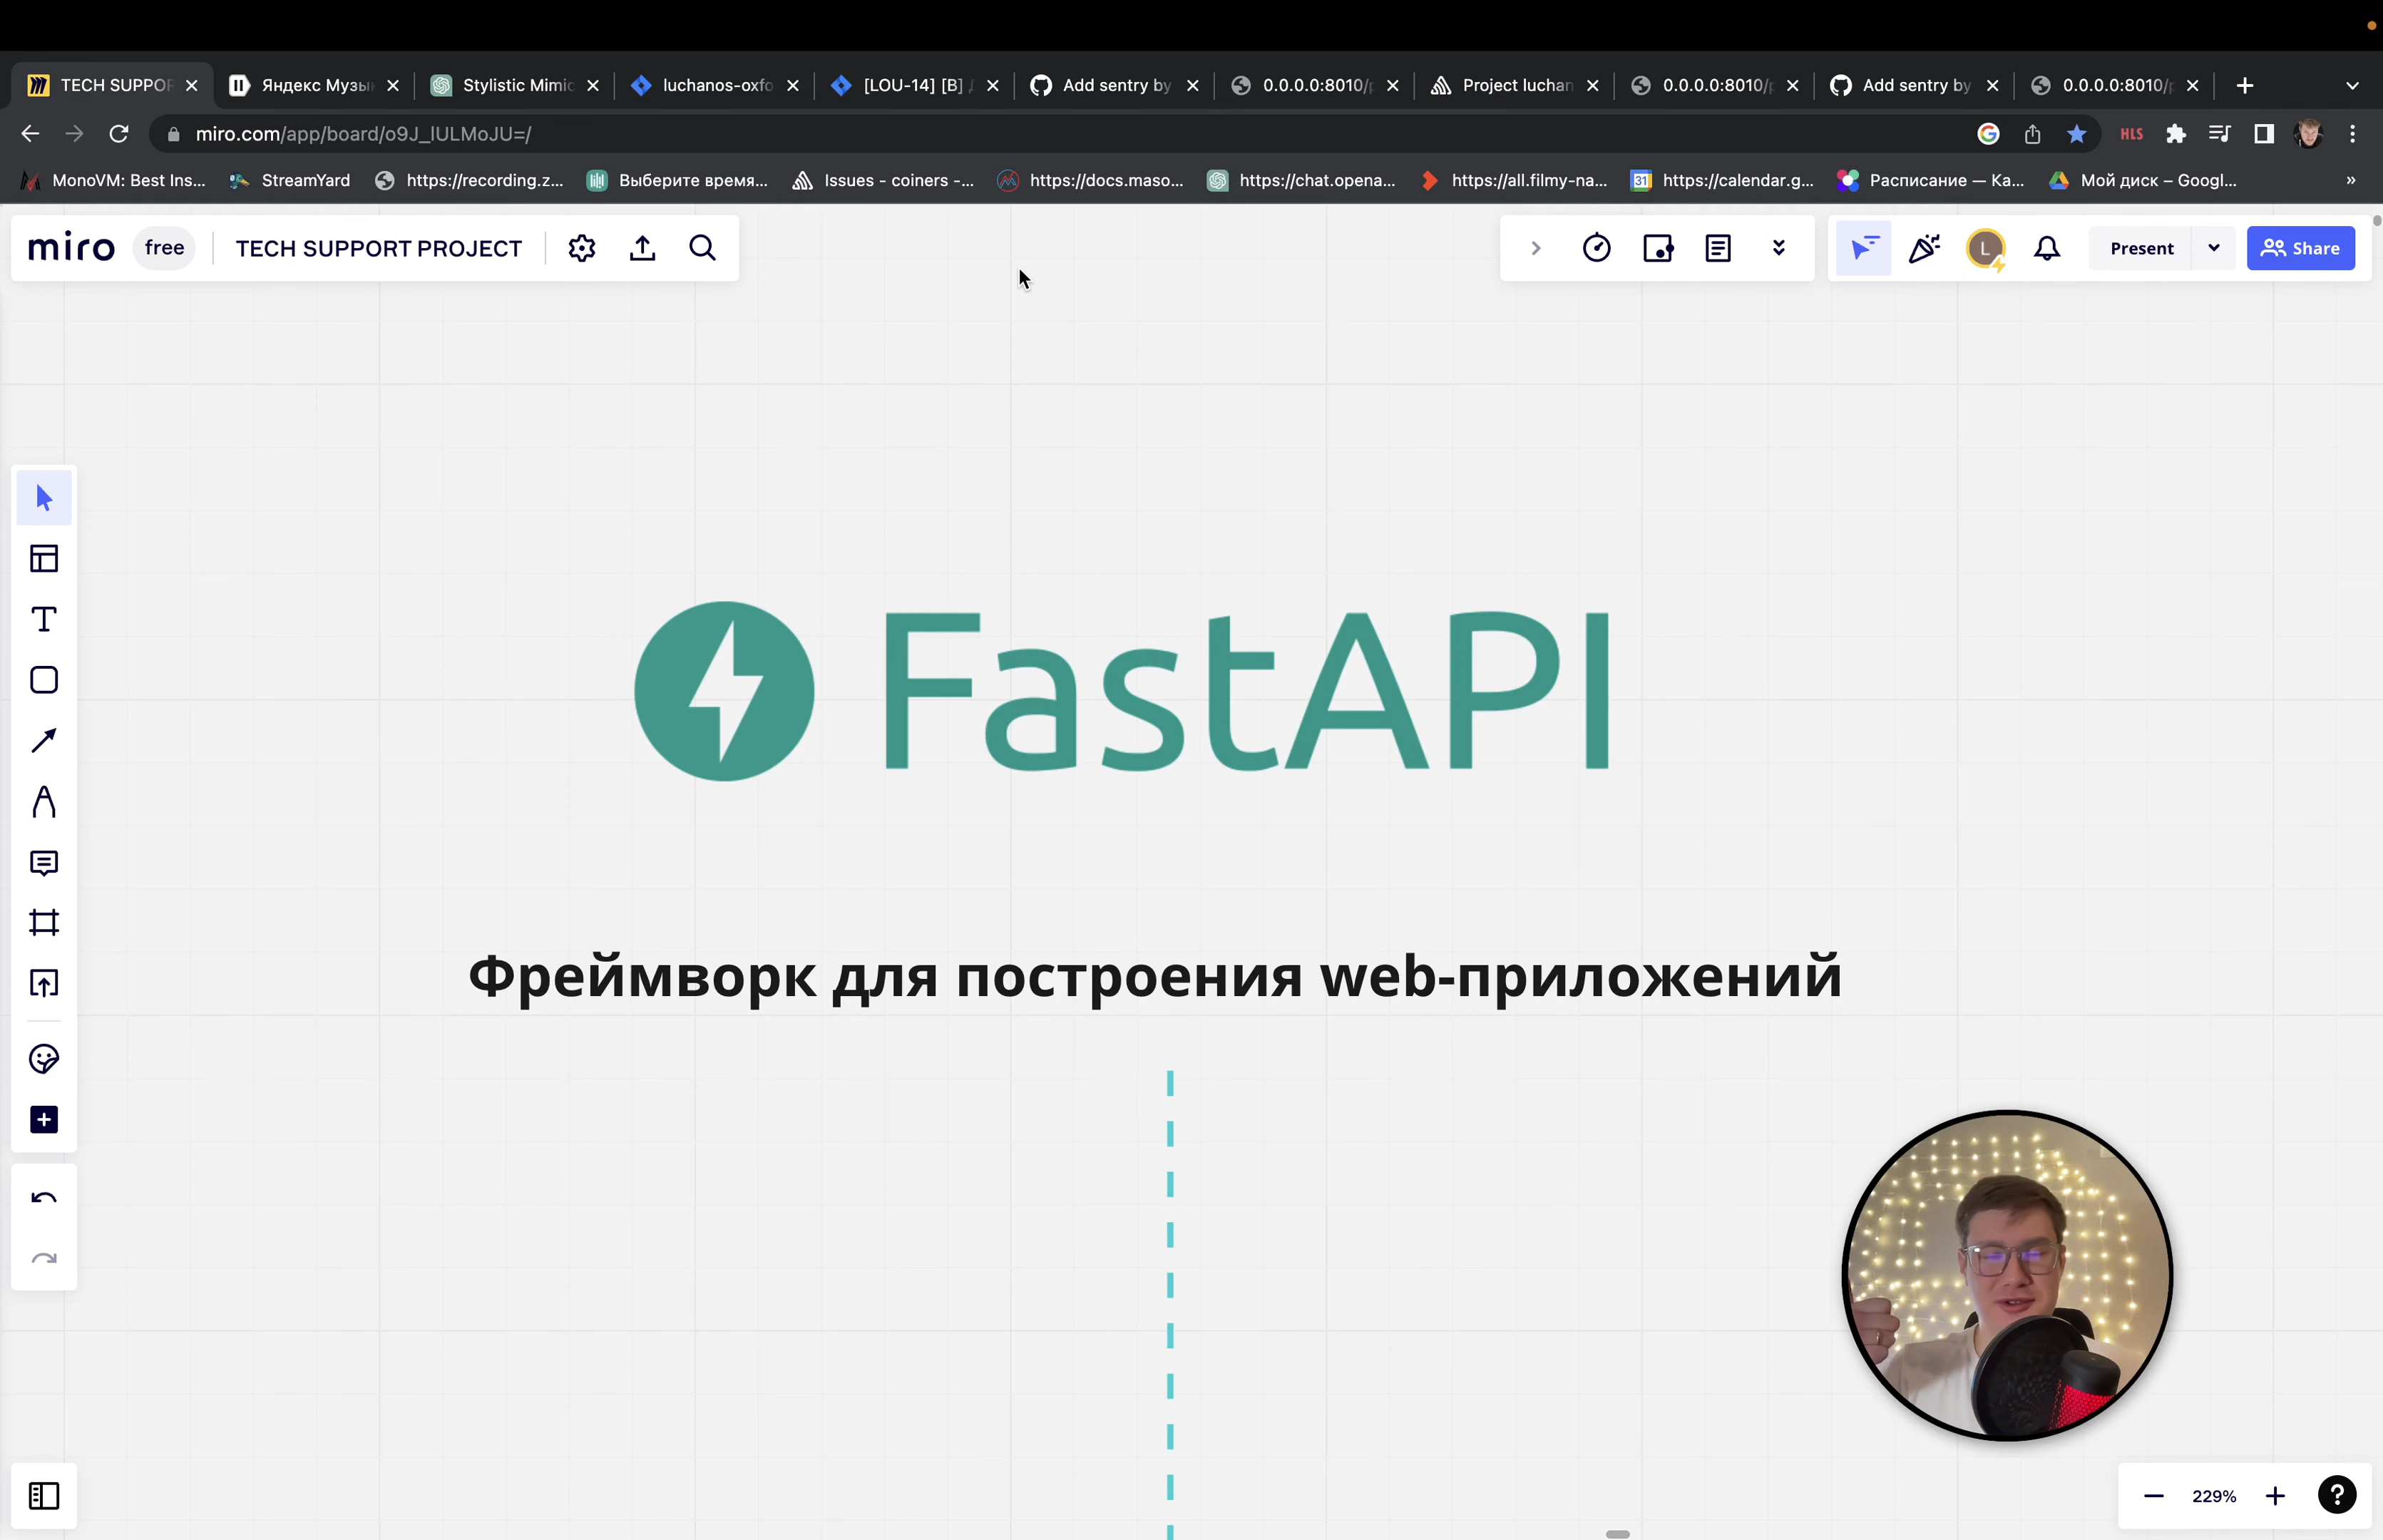 TECH SUPPOR
Яндекс Музы
Stylistic Mimic
luchanos-oxfo
[LOU-14] [B]
Add sentry by
0.0.0.0:8010/
Project luchan
0.0.0.0:8010/
Add sentry by
0.0.0.0:8010/
miro.com/app/board/o9J_lULMoJU=/
HLS
MonoVM: Best Ins...
StreamYard
https://recording.z...
Выберите время...
Issues - coiners -...
https://docs.maso...
https://chat.opena...
https://all.filmy-na...
31
https://calendar.g...
Расписание — Ка...
Мой диск – Googl...
»
miro
free
TECH SUPPORT PROJECT
L
Present
Share
FastAPI
Фреймворк для построения web-приложений
229%
?